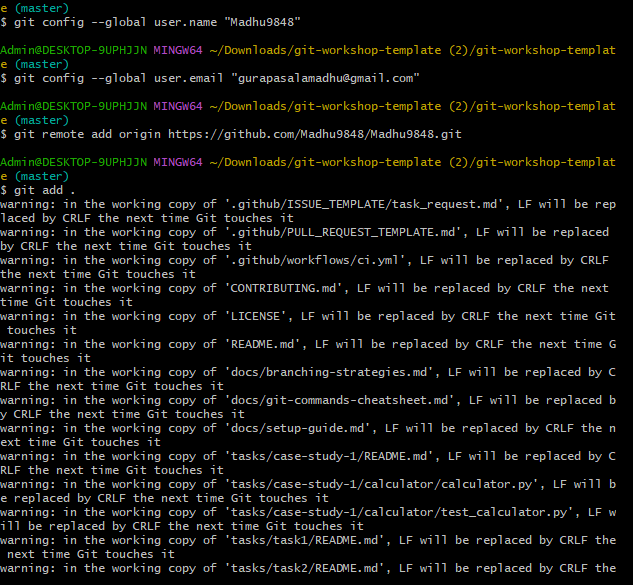 e (master)
$ git config --global user.name "Madhu9848"
Admin@DESKTOP-9UPHJJN MINGW64 ~/Downloads/git-workshop-template (2)/git-workshop-templat
e (master)
$ git config --global user.email "gurapasalamadhu@gmail.com"
Admin@DESKTOP-9UPHJJN MINGW64 ~/Downloads/git-workshop-template (2)/git-workshop-templat
e (master)
$ git remote add origin https://github.com/Madhu9848/Madhu9848.git
Admin@DESKTOP-9UPHJJN MINGW64 ~/Downloads/git-workshop-template (2)/git-workshop-templat
e (master)
$ git add .
warning: in the working copy of '.github/ISSUE_TEMPLATE/task_request.md', LF will be rep
laced by CRLF the next time Git touches it
warning: in the working copy of '.github/PULL_REQUEST_TEMPLATE.md', LF will be replaced
by CRLF the next time Git touches it
warning: in the working copy of '.github/workflows/ci.yml', LF will be replaced by CRLF
the next time Git touches it
warning: in the working copy of 'CONTRIBUTING.md', LF will be replaced by CRLF the next
time Git touches it
warning: in the working copy of 'LICENSE', LF will be replaced by CRLF the next time Git
 touches it
warning: in the working copy of 'README.md', LF will be replaced by CRLF the next time G
it touches it
warning: in the working copy of 'docs/branching-strategies.md', LF will be replaced by C
RLF the next time Git touches it
warning: in the working copy of 'docs/git-commands-cheatsheet.md', LF will be replaced b
y CRLF the next time Git touches it
warning: in the working copy of 'docs/setup-guide.md', LF will be replaced by CRLF the n
ext time Git touches it
warning: in the working copy of 'tasks/case-study-1/README.md', LF will be replaced by C
RLF the next time Git touches it
warning: in the working copy of 'tasks/case-study-1/calculator/calculator.py', LF will b
e replaced by CRLF the next time Git touches it
warning: in the working copy of 'tasks/case-study-1/calculator/test_calculator.py', LF w
ill be replaced by CRLF the next time Git touches it
warning: in the working copy of 'tasks/task1/README.md', LF will be replaced by CRLF the
 next time Git touches it
warning: in the working copy of 'tasks/task2/README.md', LF will be replaced by CRLF the